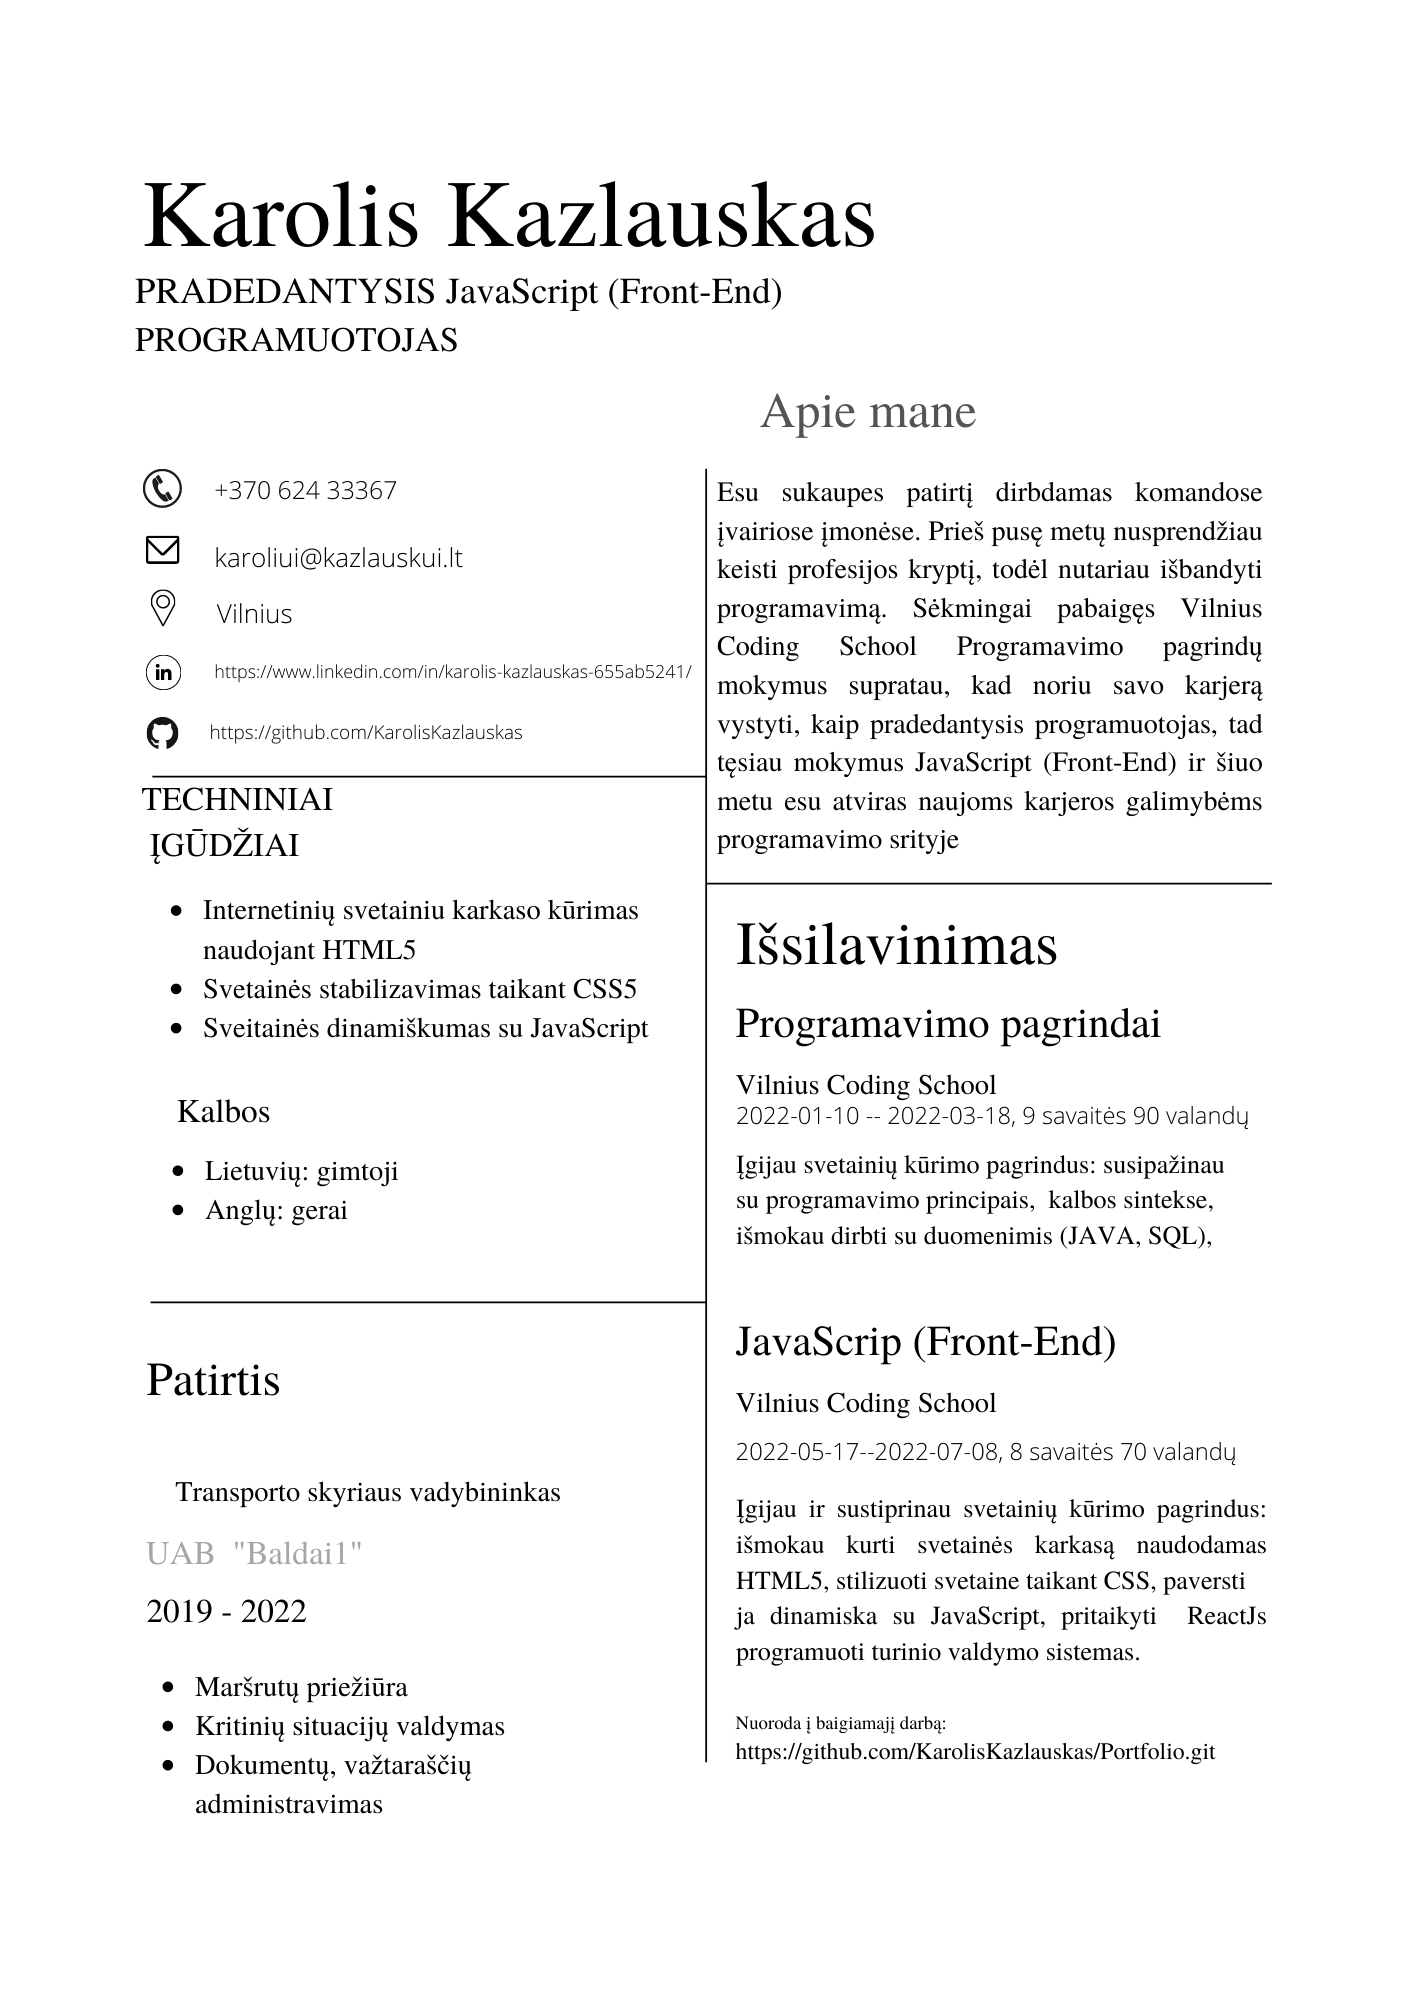 Karolis Kazlauskas
PRADEDANTYSIS JavaScript (Front-End)
PROGRAMUOTOJAS
+370 624 33367
karoliui@kazlauskui.lt
Vilnius
in
https://www.linkedin.com/in/karolis-kazlauskas-655ab5241/
https://github.com/KarolisKazlauskas
TECHNINIAI
ĮGŪDŽIAI
Internetinių svetainiu karkaso kūrimas
naudojant HTML5
Svetainės stabilizavimas taikant CSS5
Sveitainės dinamiškumas su JavaScript
Kalbos
Lietuvių: gimtoji
Anglų: gerai
Patirtis
Transporto skyriaus vadybininkas
UAB "Baldai1"
2019 - 2022
Maršrutų priežiūra
Kritinių situacijų valdymas
Dokumentų, važtaraščių
administravimas
Apie mane
Esu sukaupes patirtį dirbdamas komandose
įvairiose įmonėse. Prieš pusę metų nusprendžiau
keisti profesijos kryptį, todėl nutariau išbandyti
programavimą. Sėkmingai pabaigęs Vilnius
Coding School Programavimo pagrindų
mokymus supratau, kad noriu savo karjerą
vystyti, kaip pradedantysis programuotojas, tad
tęsiau mokymus JavaScript (Front-End) ir šiuo
metu esu atviras naujoms karjeros galimybėms
programavimo srityje
Išsilavinimas
Programavimo pagrindai
Vilnius Coding School
2022-01-10 -- 2022-03-18, 9 savaitės 90 valandų
Įgijau svetainių kūrimo pagrindus: susipažinau
su programavimo principais, kalbos sintekse,
išmokau dirbti su duomenimis (JAVA, SQL),
JavaScrip (Front-End)
Vilnius Coding School
2022-05-17--2022-07-08, 8 savaitės 70 valandų
Įgijau ir sustiprinau svetainių kūrimo pagrindus:
išmokau kurti svetainės karkasą naudodamas
HTML5, stilizuoti svetaine taikant CSS, paversti
ja dinamiska su JavaScript, pritaikyti ReactJs
programuoti turinio valdymo sistemas.
Nuoroda į baigiamajį darbą:
https://github.com/KarolisKazlauskas/Portfolio.git